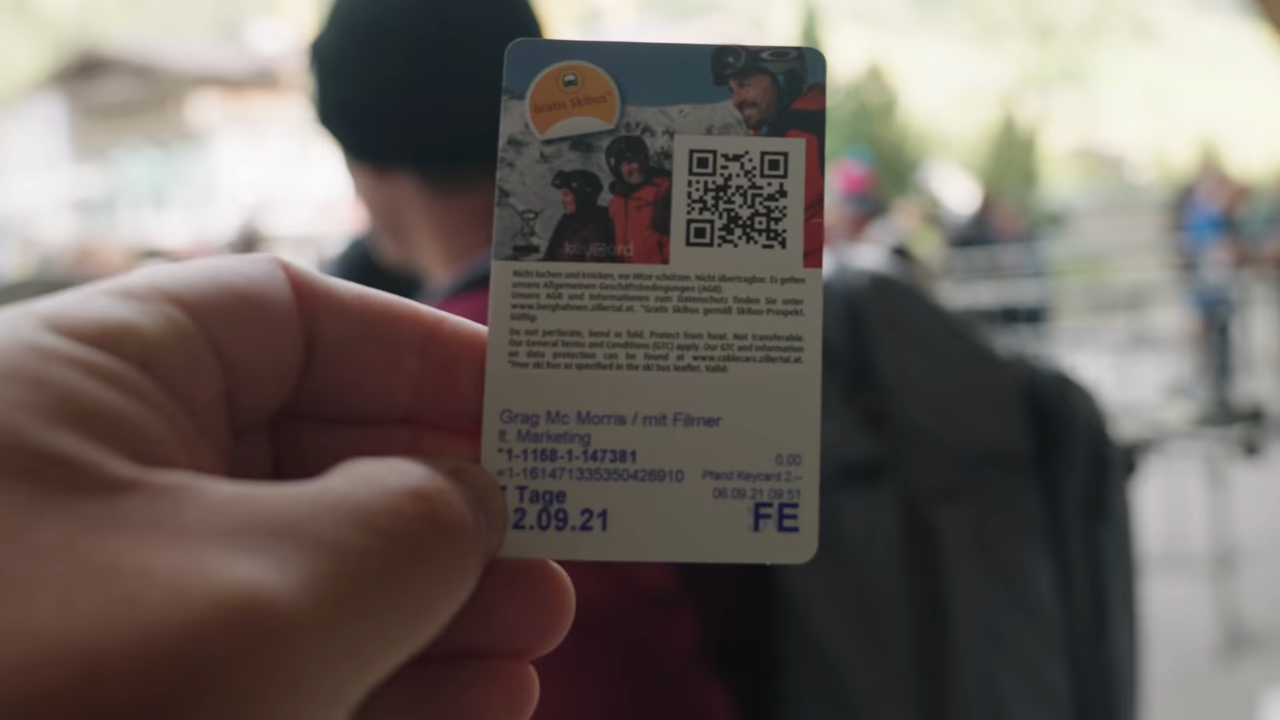 Gratis Skibus*
keycard
Nicht lochen und knicken, vor Hitze schützen. Nicht übertragbar. Es gelten
unsere Allgemeinen Geschäftsbedingungen (AGB).
Unsere AGB und Informationen zum Datenschutz finden Sie unter
www.bergbahnen.zillertal.at. *Gratis Skibus gemäß Skibus-Prospekt.
Gültig:
Do not perforate, bend or fold. Protect from heat. Not transferable.
Our General Terms and Conditions (GTC) apply. Our GTC and information
on data protection can be found at www.cablecars.zillertal.at.
*Free ski bus as specified in the ski bus leaflet. Valid:
Grag Mc Morris / mit Filmer
lt. Marketing
*1-1158-1-147381 0,00
=1-161471335350426910 Pfand Keycard 2,--
06.09.21 09:51
Tage
2.09.21 FE